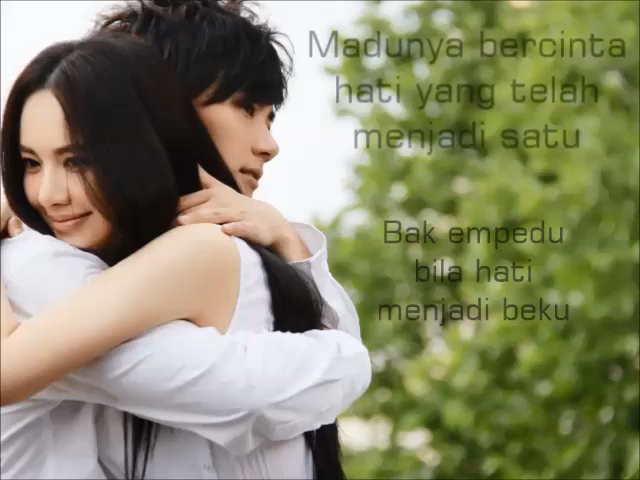 Madunya bercinta
hati yang telah
menjadi satu
Bak empedu
bila hati
menjadi beku